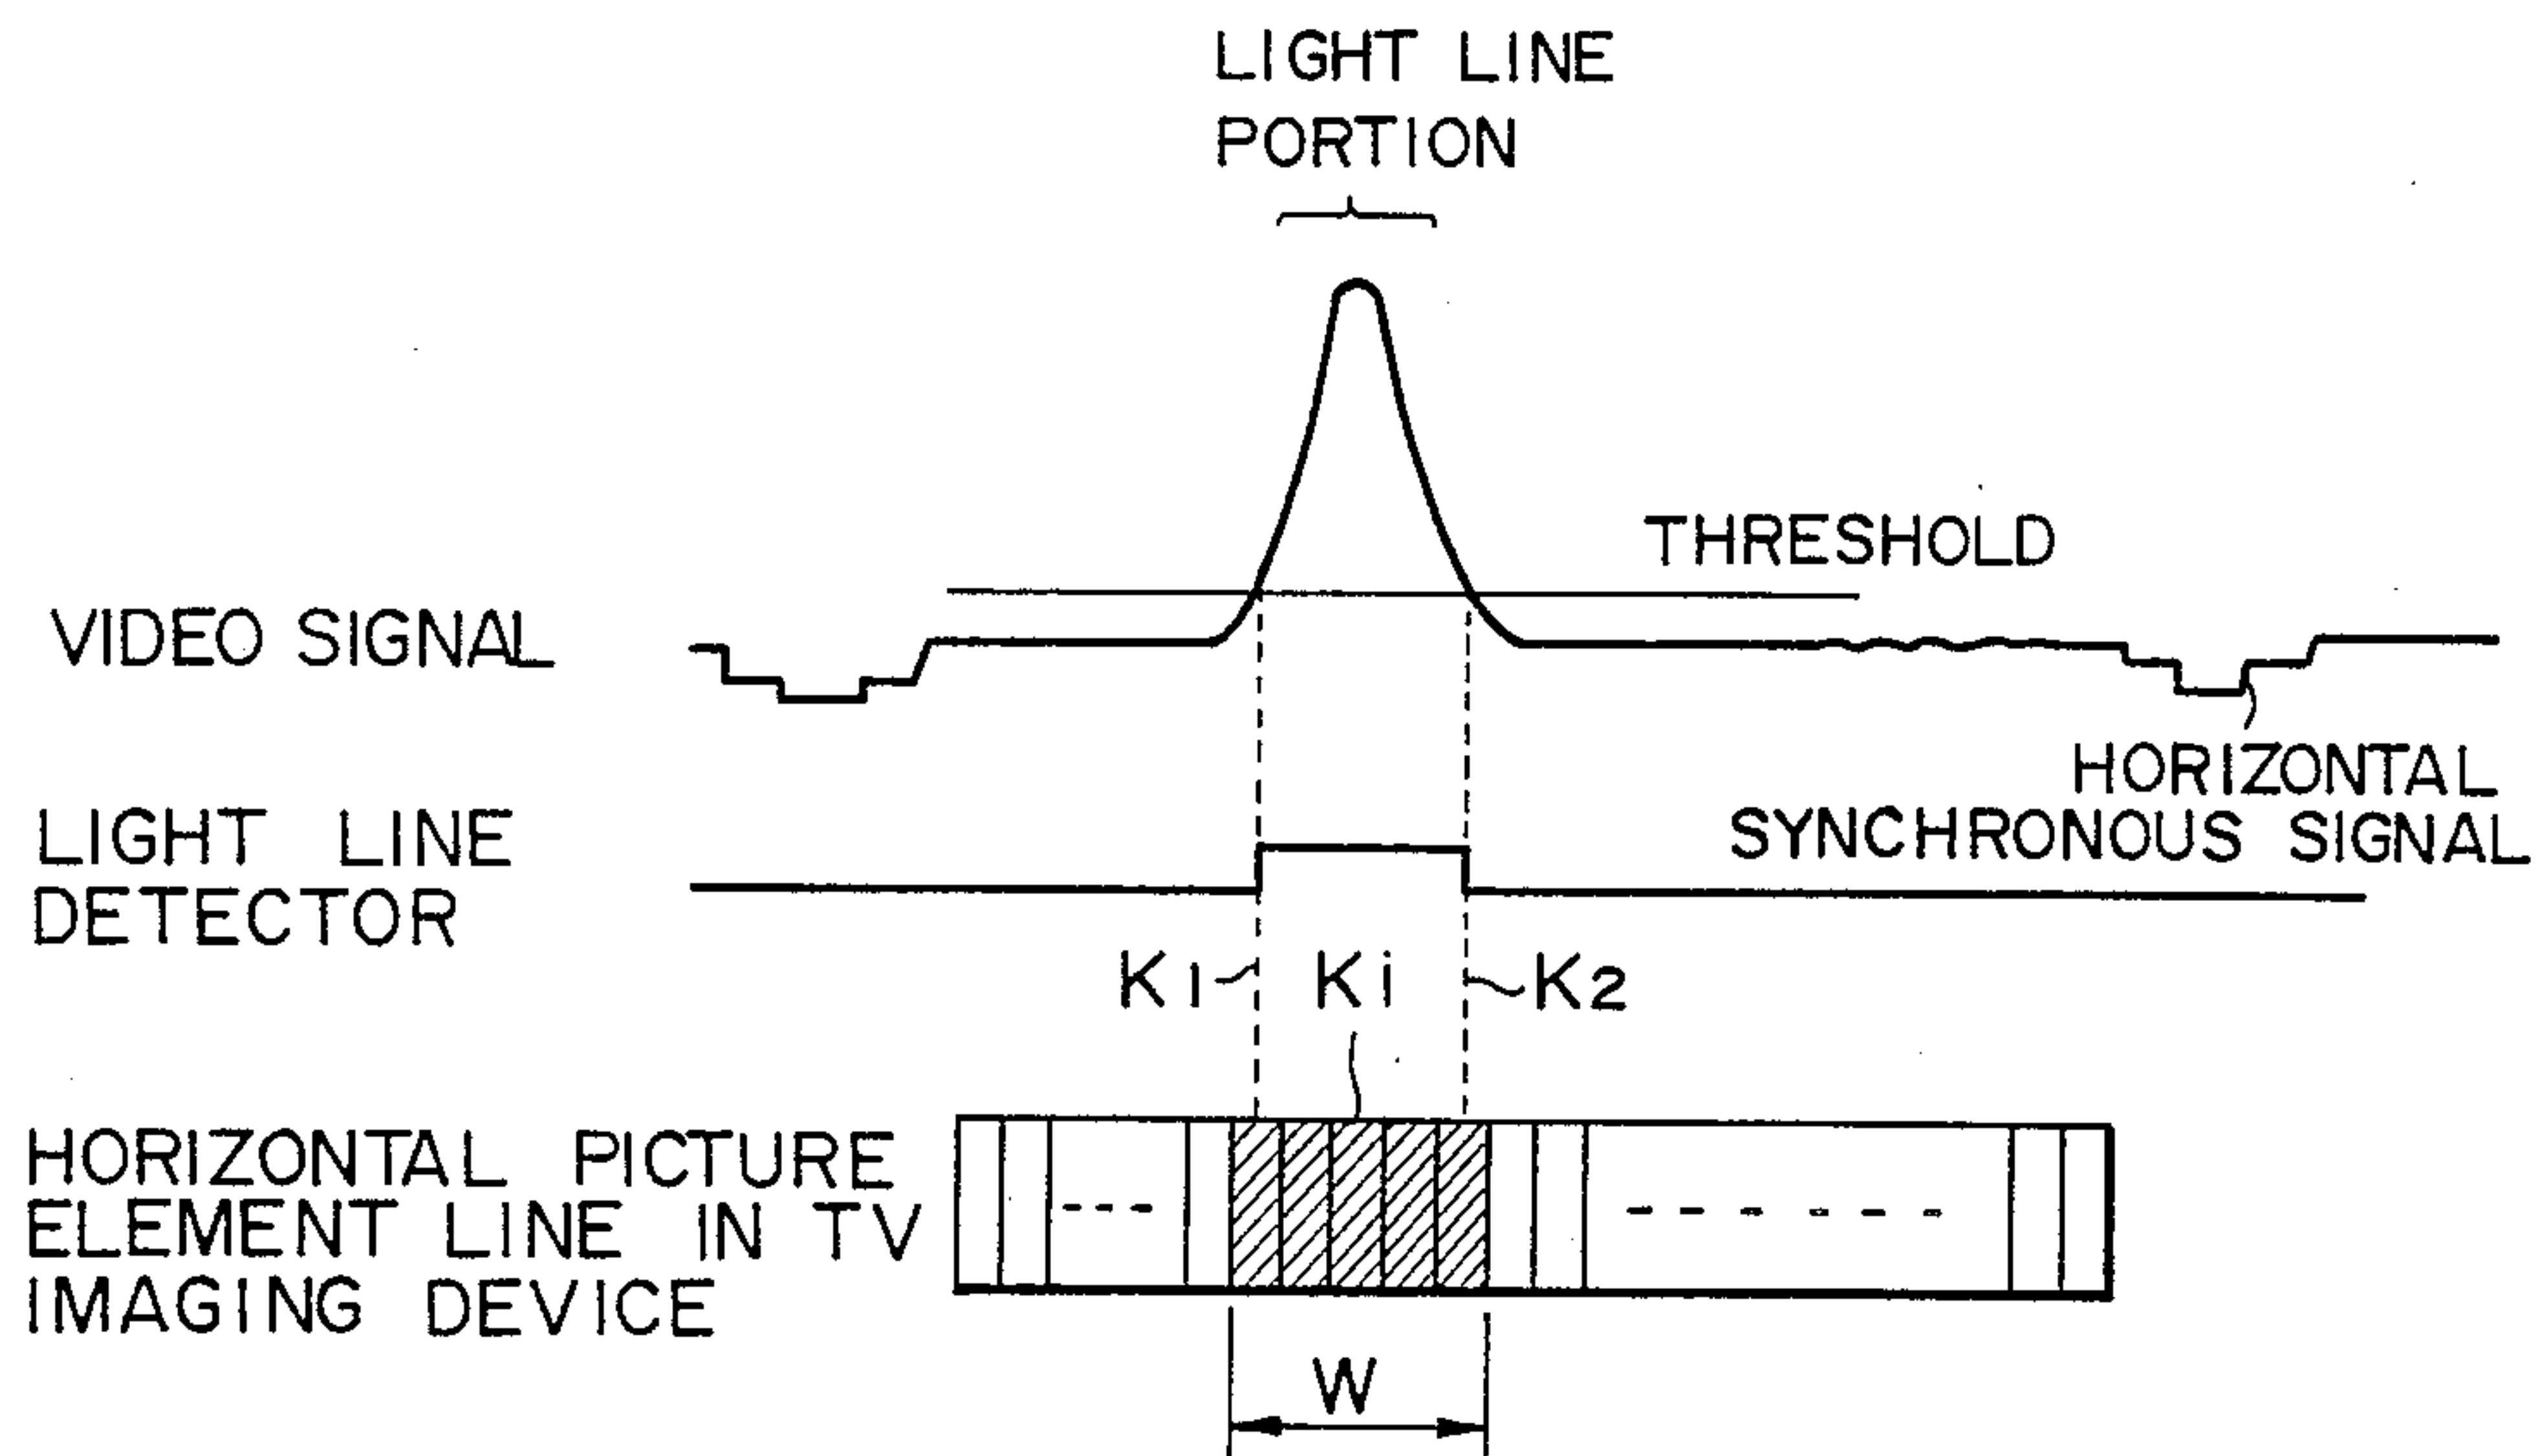 LIGHT LINE
PORTION
THRESHOLD
VIDEO SIGNAL
HORIZONTAL
SYNCHRONOUS SIGNAL
LIGHT LINE
DETECTOR
K1
Ki
K2
HORIZONTAL PICTURE
ELEMENT LINE IN TV
IMAGING DEVICE
W